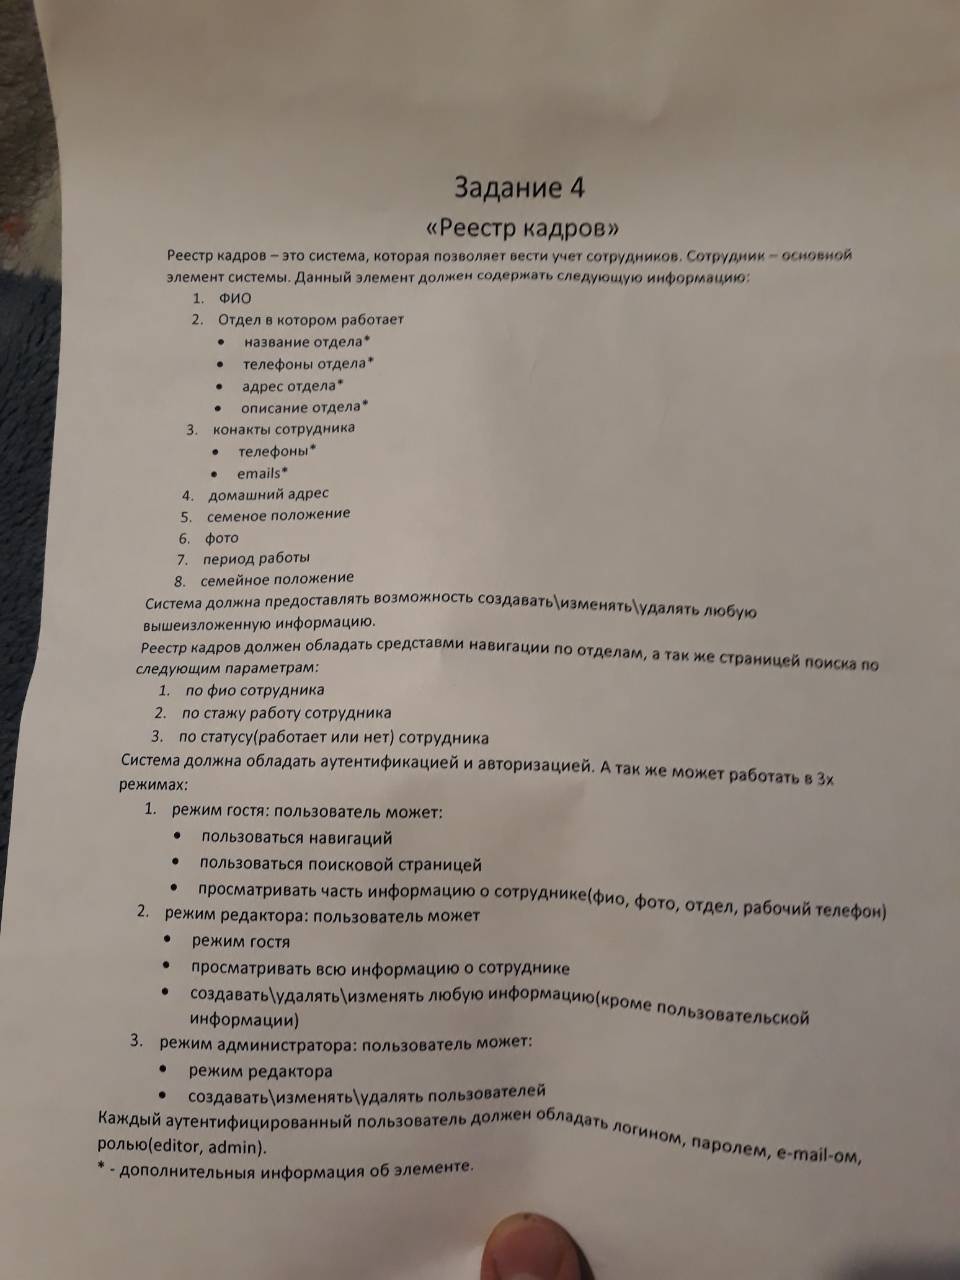 Задание 4
«Реестр кадров»
Реестр кадров – это система, которая позволяет вести учет сотрудников. Сотрудник – основной
элемент системы. Данный элемент должен содержать следующую информацию:
1. ФИО
2. Отдел в котором работает
• название отдела*
• телефоны отдела*
• адрес отдела*
• описание отдела*
3. конакты сотрудника
• телефоны*
• emails*
4. домашний адрес
5. семеное положение
6. фото
7. период работы
8. семейное положение
Система должна предоставлять возможность создавать\изменять\удалять любую
вышеизложенную информацию.
Реестр кадров должен обладать средставми навигации по отделам, а так же страницей поиска по
следующим параметрам:
1. по фио сотрудника
2. по стажу работу сотрудника
3. по статусу(работает или нет) сотрудника
Система должна обладать аутентификацией и авторизацией. А так же может работать в 3х
режимах:
1. режим гостя: пользователь может:
• пользоваться навигаций
• пользоваться поисковой страницей
• просматривать часть информацию о сотруднике(фио, фото, отдел, рабочий телефон)
2. режим редактора: пользователь может
• режим гостя
• просматривать всю информацию о сотруднике
• создавать\удалять\изменять любую информацию(кроме пользовательской
информации)
3. режим администратора: пользователь может:
• режим редактора
• создавать\изменять\удалять пользователей
Каждый аутентифицированный пользователь должен обладать логином, паролем, e-mail-ом,
ролью(editor, admin).
* - дополнительныя информация об элементе.